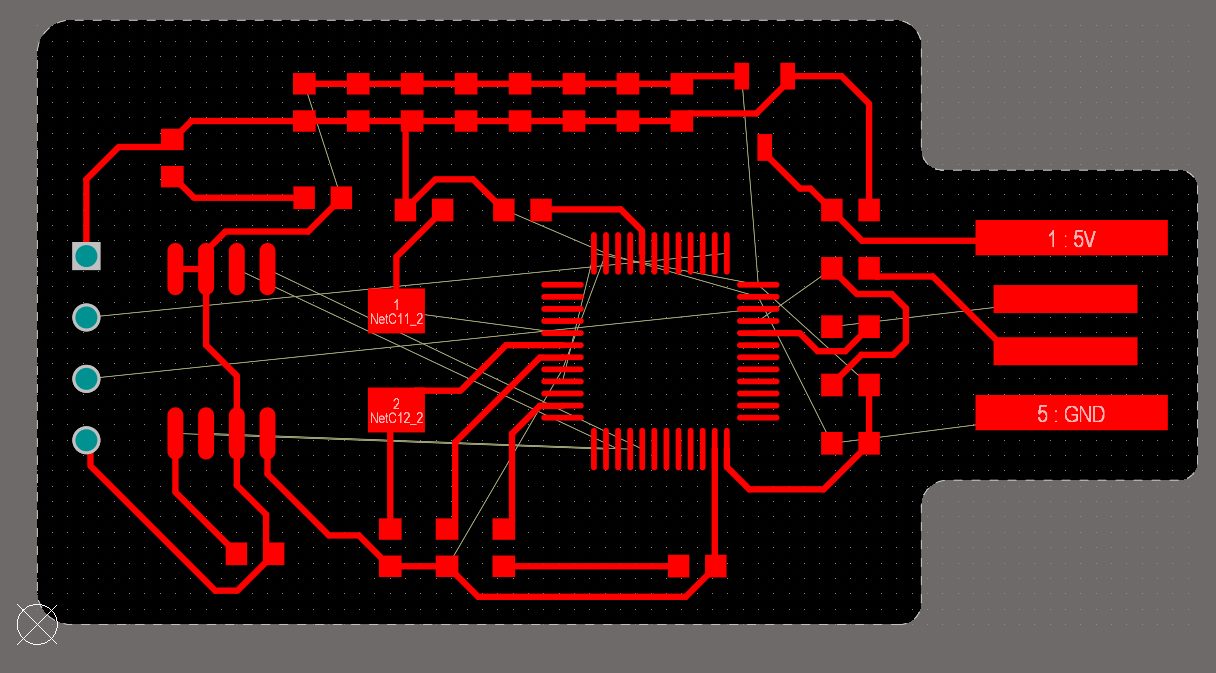 1 : 5V
1
NetC11_2
2
NetC12_2
5 : GND